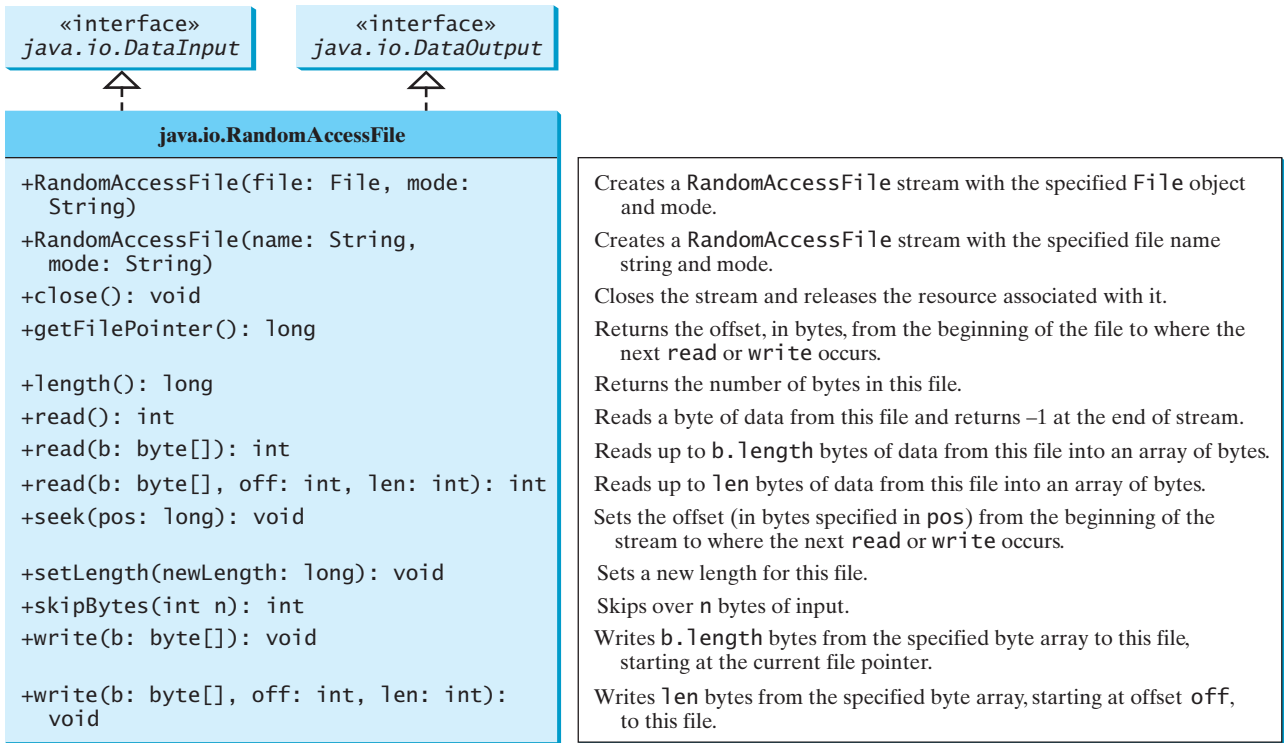 «interface»
java.io.DataInput
«interface»
java.io.DataOutput
java.io.RandomAccessFile
+RandomAccessFile(file: File, mode:
String)
Creates a RandomAccessFile stream with the specified File object
and mode.
+RandomAccessFile(name: String,
mode: String)
Creates a RandomAccessFile stream with the specified file name
string and mode.
+close(): void
Closes the stream and releases the resource associated with it.
+getFilePointer(): long
Returns the offset, in bytes, from the beginning of the file to where the
next read or write occurs.
+length(): long
Returns the number of bytes in this file.
+read(): int
Reads a byte of data from this file and returns –1 at the end of stream.
+read(b: byte[]): int
Reads up to b.length bytes of data from this file into an array of bytes.
+read(b: byte[], off: int, len: int): int
Reads up to len bytes of data from this file into an array of bytes.
+seek(pos: long): void
Sets the offset (in bytes specified in pos) from the beginning of the
stream to where the next read or write occurs.
+setLength(newLength: long): void
Sets a new length for this file.
+skipBytes(int n): int
Skips over n bytes of input.
+write(b: byte[]): void
Writes b.length bytes from the specified byte array to this file,
starting at the current file pointer.
+write(b: byte[], off: int, len: int):
void
Writes len bytes from the specified byte array, starting at offset off,
to this file.